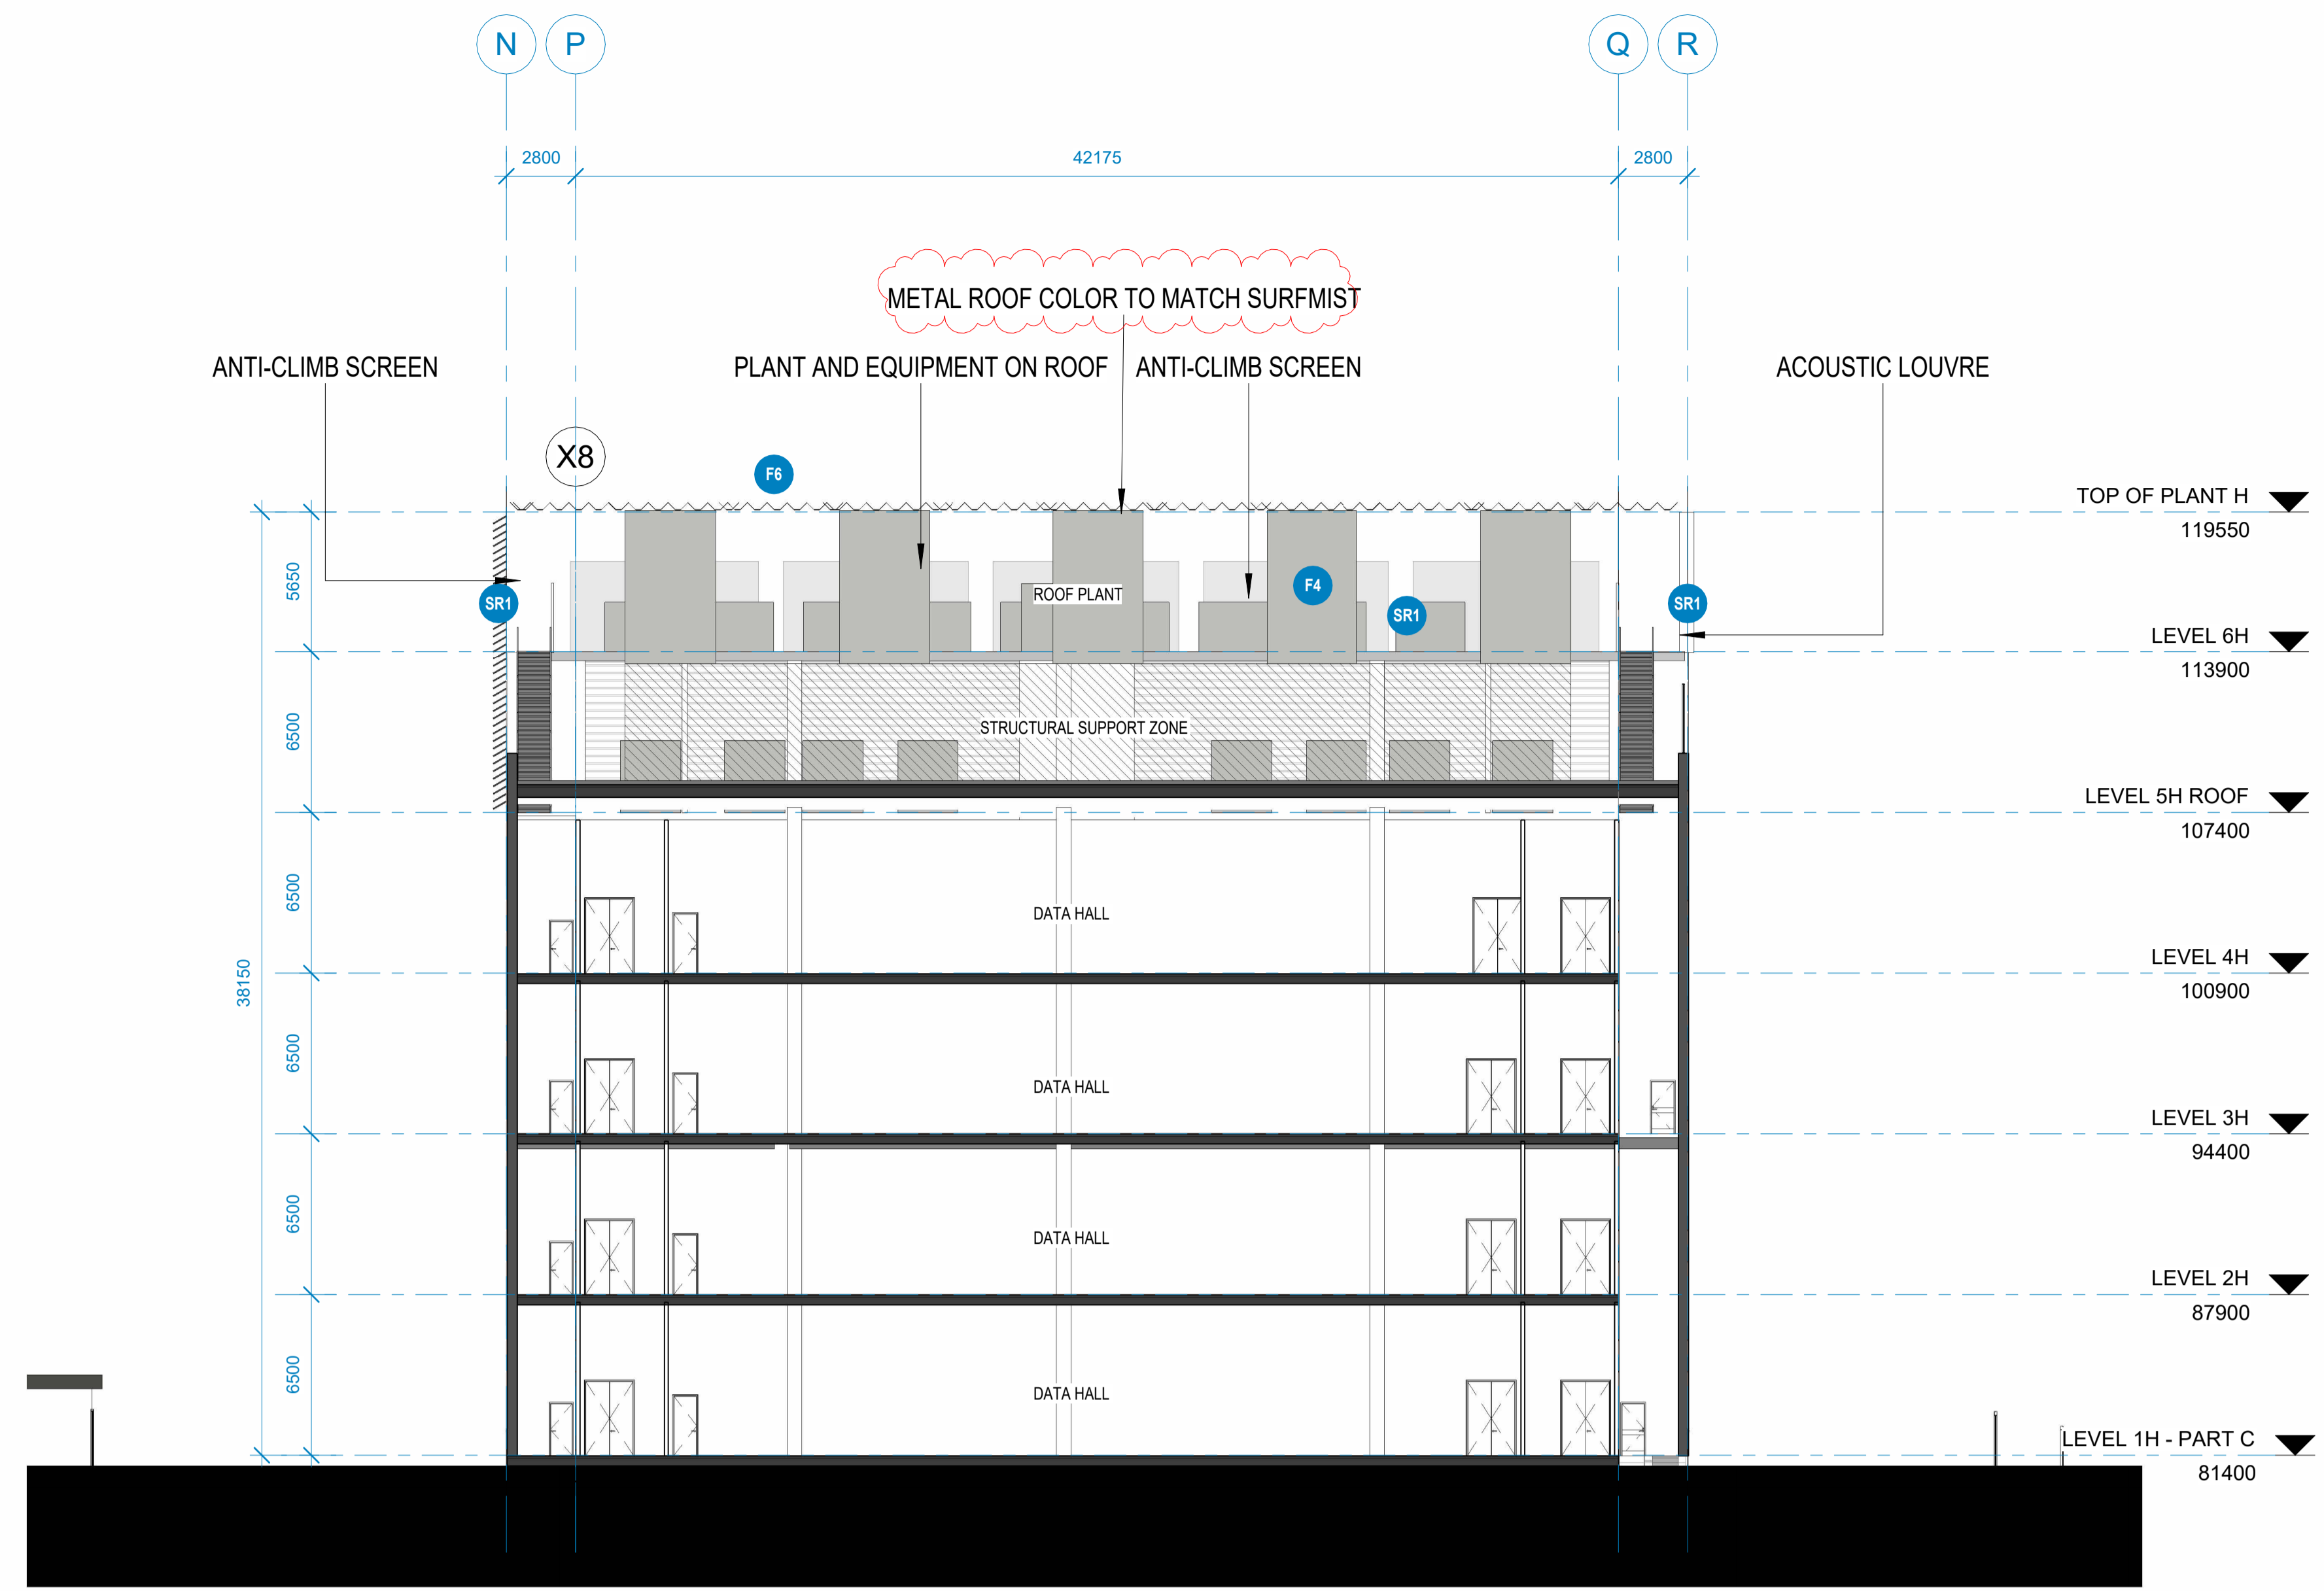 N P Q R
2800 42175 2800
METAL ROOF COLOR TO MATCH SURFMIST
ANTI-CLIMB SCREEN
PLANT AND EQUIPMENT ON ROOF
ANTI-CLIMB SCREEN
ACOUSTIC LOUVRE
X8
F6
TOP OF PLANT H
119550
5650
SR1
ROOF PLANT
F4
SR1
SR1
LEVEL 6H
113900
6500
STRUCTURAL SUPPORT ZONE
LEVEL 5H ROOF
107400
6500
DATA HALL
LEVEL 4H
100900
38150
6500
DATA HALL
LEVEL 3H
94400
6500
DATA HALL
LEVEL 2H
87900
6500
DATA HALL
LEVEL 1H - PART C
81400